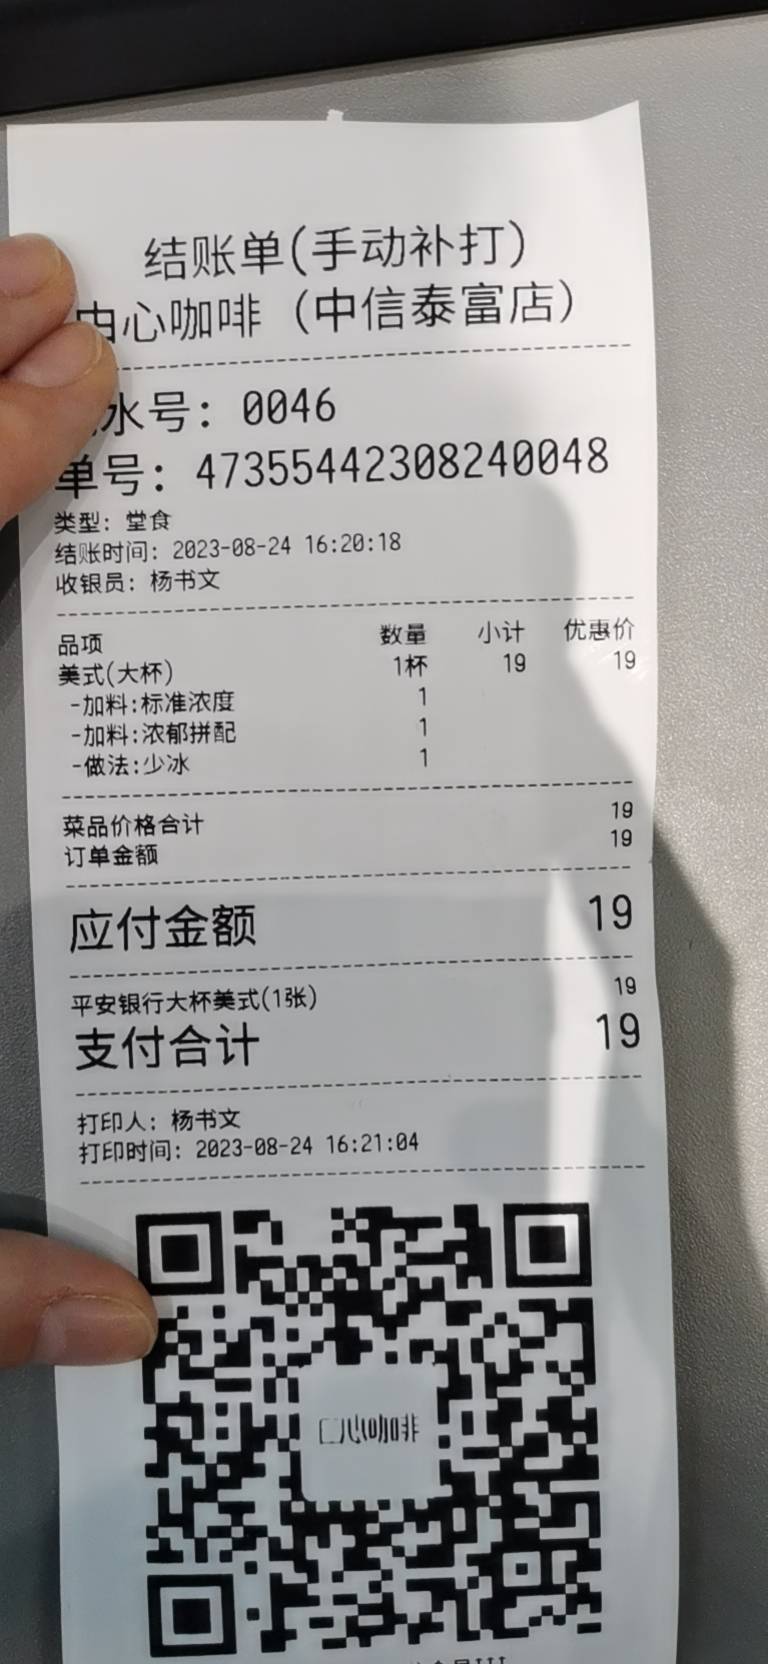 结账单(手动补打)
由心咖啡 (中信泰富店)
水号: 0046
单号: 47355442308240048
类型: 堂食
结账时间: 2023-08-24 16:20:18
收银员: 杨书文
品项 数量 小计 优惠价
美式(大杯) 1杯 19 19
-加料:标准浓度 1
-加料:浓郁拼配 1
-做法:少冰 1
菜品价格合计 19
订单金额 19
应付金额 19
平安银行大杯美式(1张) 19
支付合计 19
打印人: 杨书文
打印时间: 2023-08-24 16:21:04
心咖啡